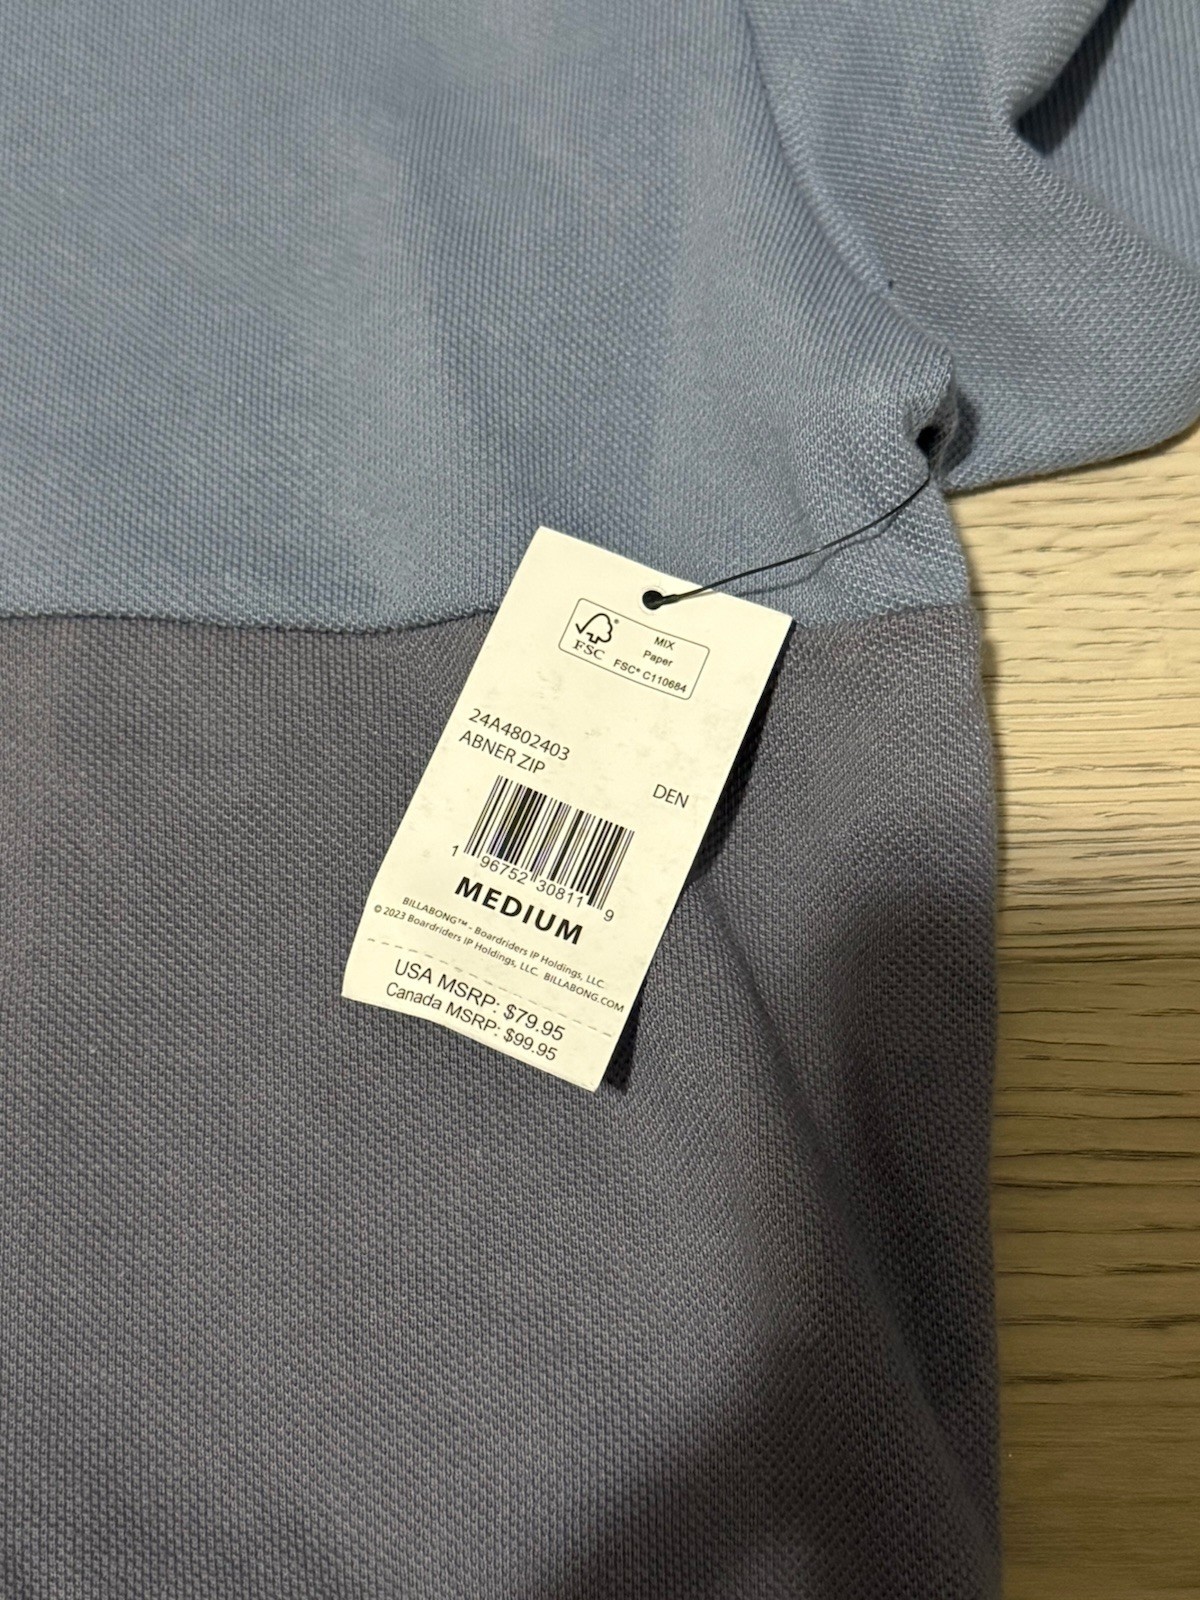 FSC®
MIX
Paper
FSC® C110684
24A4802403
ABNER ZIP
DEN
1 96752 30811 9
MEDIUM
BILLABONG™ - Boardriders IP Holdings, LLC.
© 2023 Boardriders IP Holdings, LLC. BILLABONG.COM
USA MSRP: $79.95
Canada MSRP: $99.95